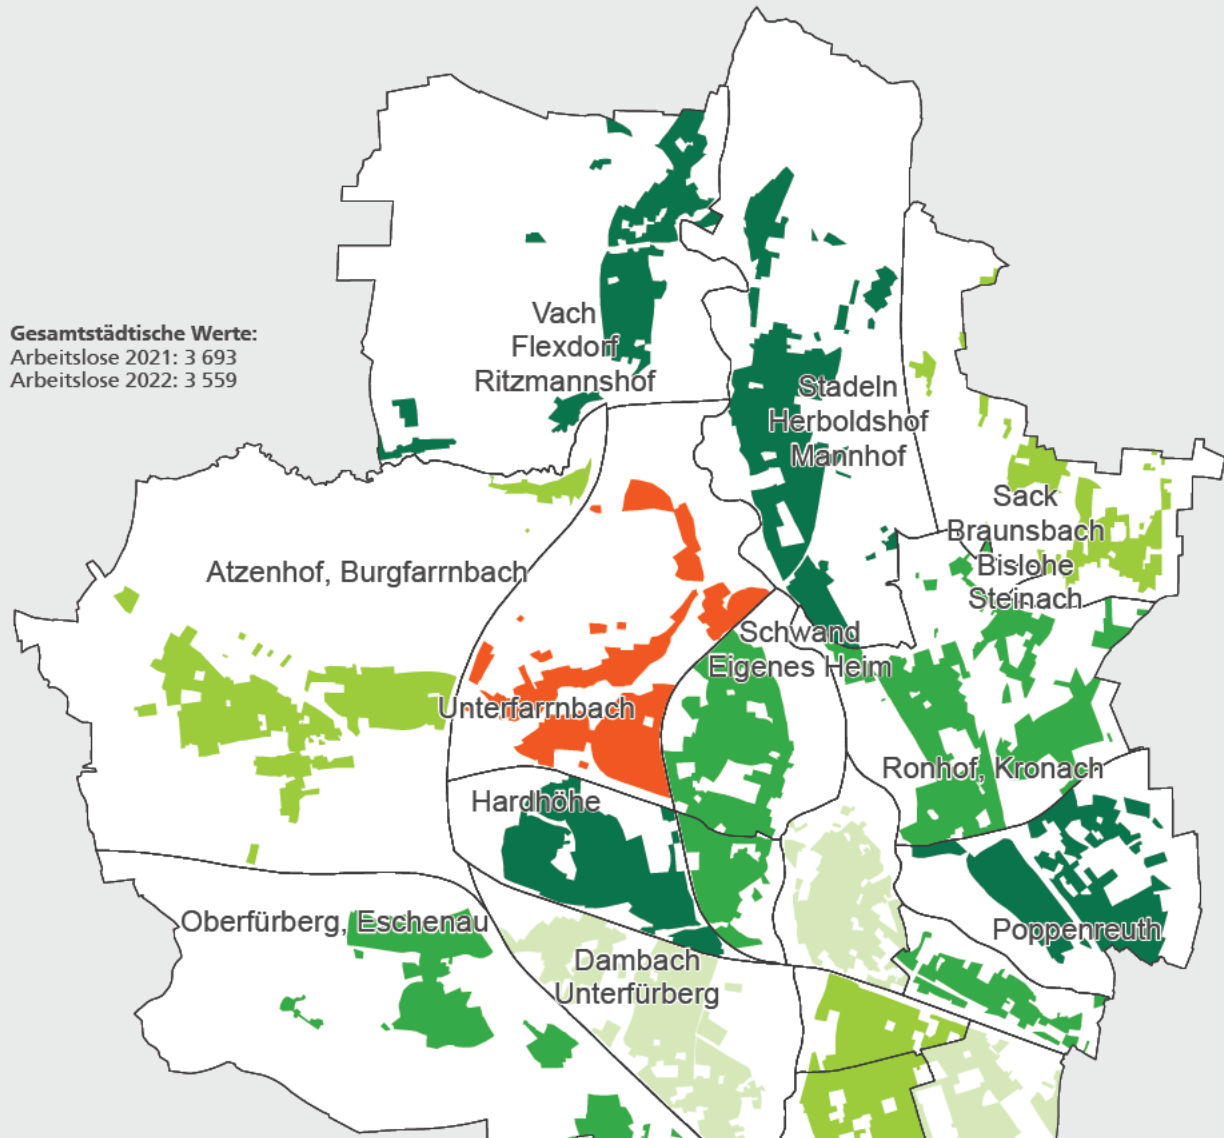 Gesamtstädtische Werte:
Arbeitslose 2021: 3 693
Arbeitslose 2022: 3 559
Vach
Flexdorf
Ritzmannshof
Stadeln
Herboldshof
Mannhof
Sack
Braunsbach
Bislohe
Steinach
Atzenhof, Burgfarrnbach
Schwand
Eigenes Heim
Unterfarrnbach
Ronhof, Kronach
Hardhöhe
Oberfürberg, Eschenau
Poppenreuth
Dambach
Unterfürberg